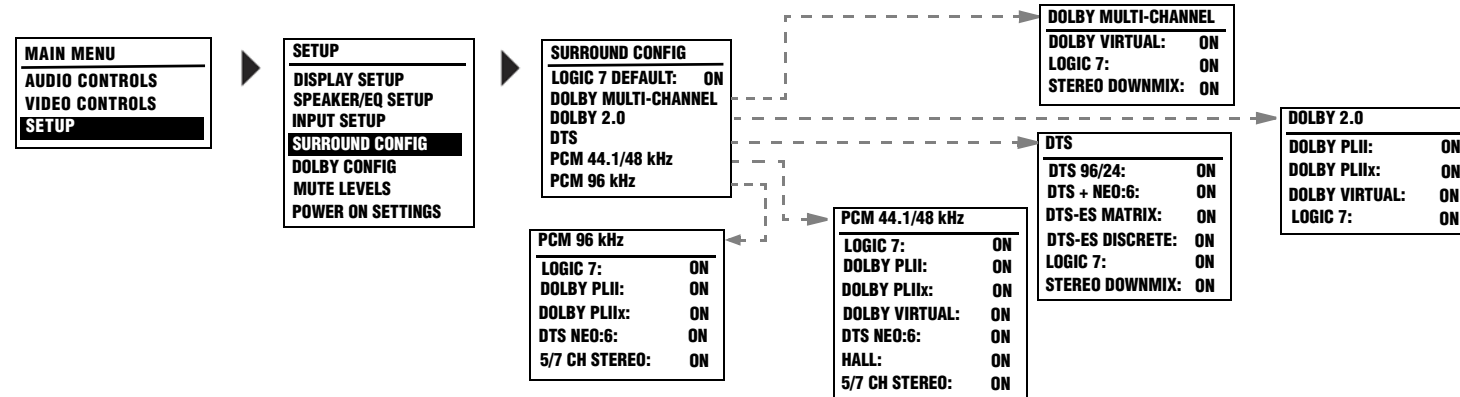 MAIN MENU
AUDIO CONTROLS
VIDEO CONTROLS
SETUP
SETUP
DISPLAY SETUP
SPEAKER/EQ SETUP
INPUT SETUP
SURROUND CONFIG
DOLBY CONFIG
MUTE LEVELS
POWER ON SETTINGS
SURROUND CONFIG
LOGIC 7 DEFAULT: ON
DOLBY MULTI-CHANNEL
DOLBY 2.0
DTS
PCM 44.1/48 kHz
PCM 96 kHz
DOLBY MULTI-CHANNEL
DOLBY VIRTUAL: ON
LOGIC 7: ON
STEREO DOWNMIX: ON
DOLBY 2.0
DOLBY PLII: ON
DOLBY PLIIx: ON
DOLBY VIRTUAL: ON
LOGIC 7: ON
DTS
DTS 96/24: ON
DTS + NEO:6: ON
DTS-ES MATRIX: ON
DTS-ES DISCRETE: ON
LOGIC 7: ON
STEREO DOWNMIX: ON
PCM 44.1/48 kHz
LOGIC 7: ON
DOLBY PLII: ON
DOLBY PLIIx: ON
DOLBY VIRTUAL: ON
DTS NEO:6: ON
HALL: ON
5/7 CH STEREO: ON
PCM 96 kHz
LOGIC 7: ON
DOLBY PLII: ON
DOLBY PLIIx: ON
DTS NEO:6: ON
5/7 CH STEREO: ON